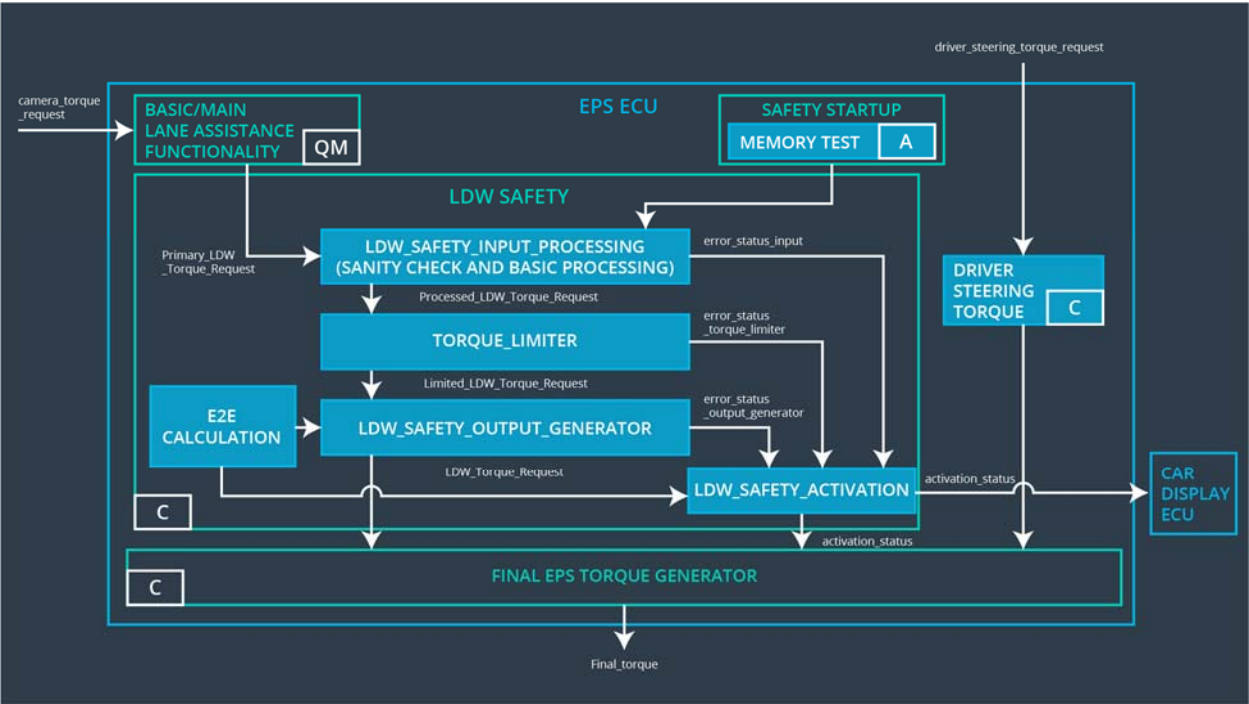 driver_steering_torque_request
camera_torque
_request
BASIC/MAIN
LANE ASSISTANCE
FUNCTIONALITY
QM
EPS ECU
SAFETY STARTUP
MEMORY TEST
A
LDW SAFETY
Primary_LDW
_Torque_Request
LDW_SAFETY_INPUT_PROCESSING
(SANITY CHECK AND BASIC PROCESSING)
error_status_input
DRIVER
STEERING
TORQUE
C
Processed_LDW_Torque_Request
TORQUE_LIMITER
error_status
_torque_limiter
Limited_LDW_Torque_Request
E2E
CALCULATION
LDW_SAFETY_OUTPUT_GENERATOR
error_status
_output_generator
LDW_Torque_Request
LDW_SAFETY_ACTIVATION
activation_status
CAR
DISPLAY
ECU
C
activation_status
C
FINAL EPS TORQUE GENERATOR
Final_torque